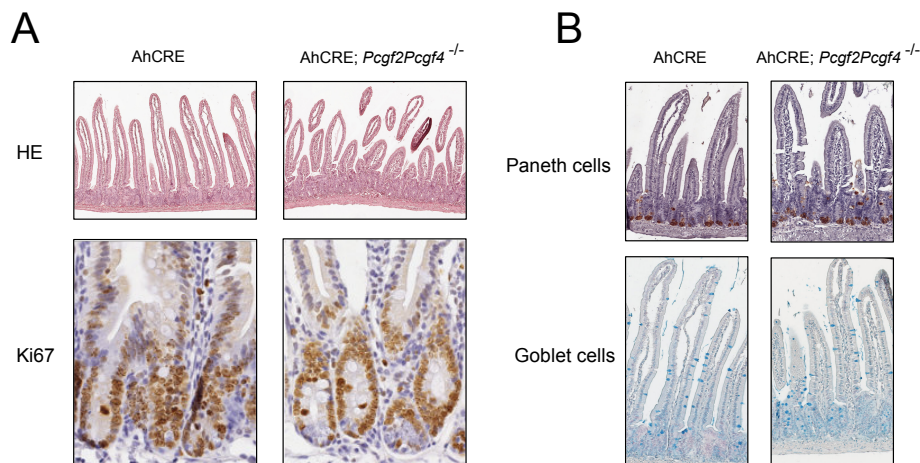 A
AhCRE
AhCRE; Pcgf2Pcgf4 -/-
HE
Ki67
B
AhCRE
AhCRE; Pcgf2Pcgf4 -/-
Paneth cells
Goblet cells